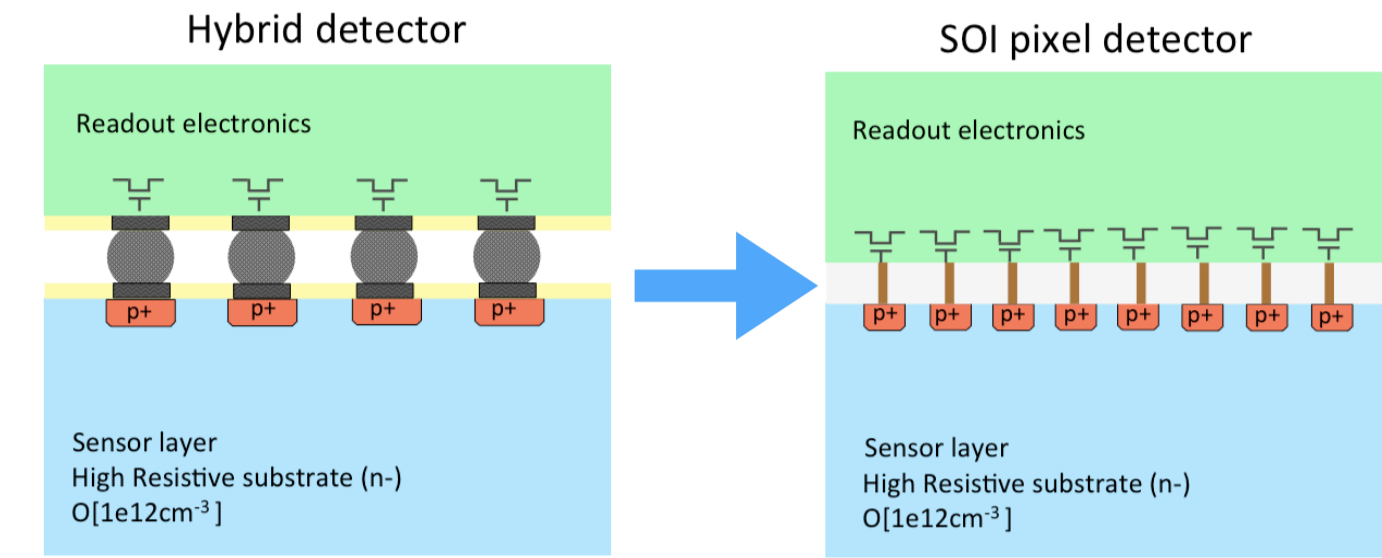 Hybrid detector
Readout electronics
p+ p+ p+ p+
Sensor layer
High Resistive substrate (n-)
O[1e12cm⁻³ ]
SOI pixel detector
Readout electronics
p+ p+ p+ p+ p+ p+ p+ p+
Sensor layer
High Resistive substrate (n-)
O[1e12cm⁻³ ]